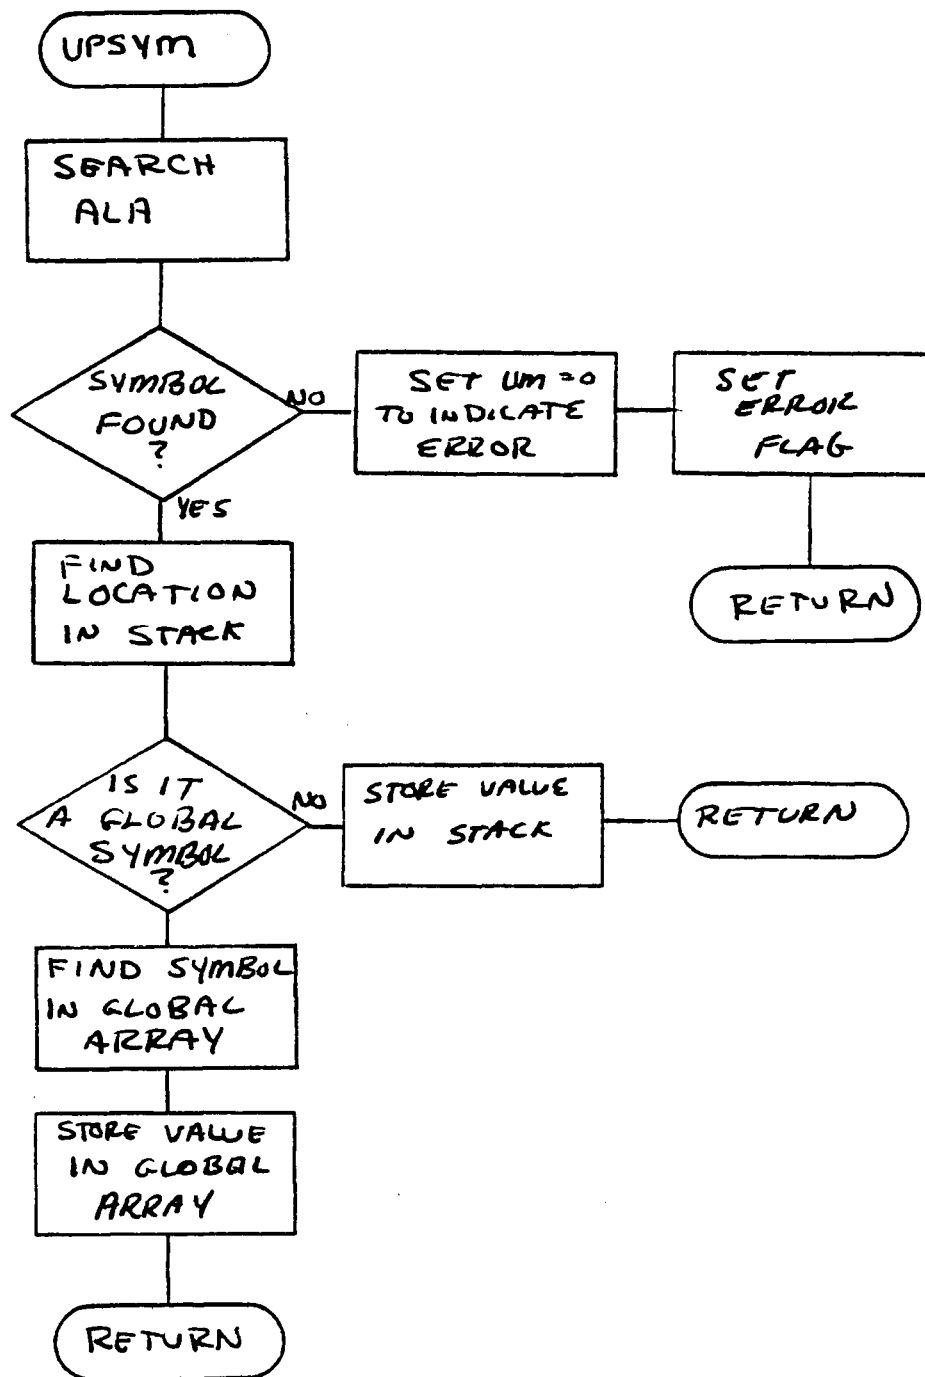 UPSYM
SEARCH
ALA
SYMBOL
FOUND
?
NO
SET UM=0
TO INDICATE
ERROR
SET
ERROR
FLAG
RETURN
YES
FIND
LOCATION
IN STACK
IS IT
A GLOBAL
SYMBOL
?
NO
STORE VALUE
IN STACK
RETURN
FIND SYMBOL
IN GLOBAL
ARRAY
STORE VALUE
IN GLOBAL
ARRAY
RETURN